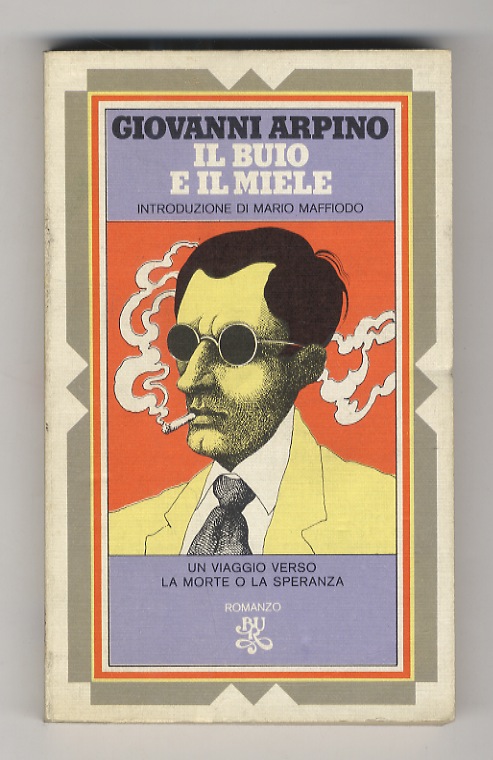 GIOVANNI ARPINO
IL BUIO
E IL MIELE
INTRODUZIONE DI MARIO MAFFIODO
UN VIAGGIO VERSO
LA MORTE O LA SPERANZA
ROMANZO
BUR